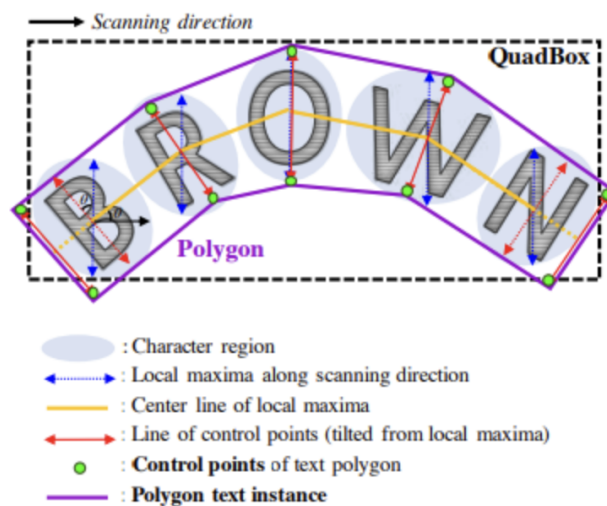 Scanning direction
QuadBox
BROWN
θ θ
Polygon
: Character region
: Local maxima along scanning direction
: Center line of local maxima
: Line of control points (tilted from local maxima)
: Control points of text polygon
: Polygon text instance